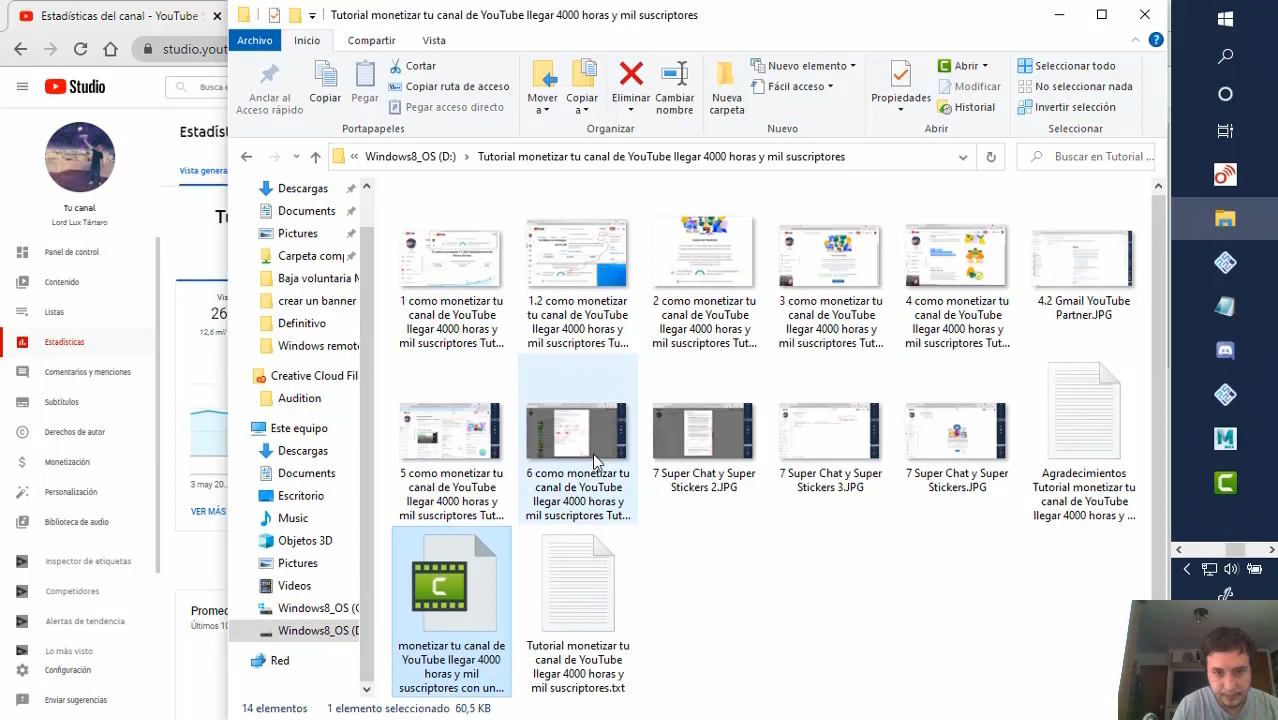 Estadísticas del canal - YouTube
Tutorial monetizar tu canal de YouTube llegar 4000 horas y mil suscriptores
Archivo
Inicio
Compartir
Vista
studio.yout
Studio
Busca e
Anclar al
Acceso rápido
Copiar
Pegar
Cortar
Copiar ruta de acceso
Pegar acceso directo
Portapapeles
Mover
a
Copiar
a
Eliminar
Cambiar
nombre
Organizar
Nueva
carpeta
Nuevo elemento
Fácil acceso
Nuevo
Propiedades
Abrir
Modificar
Historial
Abrir
Seleccionar todo
No seleccionar nada
Invertir selección
Seleccionar
Windows8_OS (D:)
Tutorial monetizar tu canal de YouTube llegar 4000 horas y mil suscriptores
Buscar en Tutorial ...
Estadís
Vista genera
Tu canal
Lord Lux Tártaro
Panel de control
Contenido
Listas
Estadísticas
Comentarios y menciones
Subtítulos
Derechos de autor
Monetización
Personalización
Biblioteca de audio
Inspector de etiquetas
Competidores
Alertas de tendencia
Lo más visto
Configuración
Enviar sugerencias
Tu
Vis
26
12,6 mil
3 may 20...
VER MÁS
Promed
Últimos 10
Descargas
Documents
Pictures
Carpeta comp
Baja voluntaria M
crear un banner
Definitivo
Windows remot
Creative Cloud Fil
Audition
Este equipo
Descargas
Documents
Escritorio
Music
Objetos 3D
Pictures
Videos
Windows8_OS (C
Windows8_OS (D
Red
1 como monetizar tu
canal de YouTube
llegar 4000 horas y
mil suscriptores Tut...
1.2 como monetizar
tu canal de YouTube
llegar 4000 horas y
mil suscriptores Tut...
2 como monetizar tu
canal de YouTube
llegar 4000 horas y
mil suscriptores Tut...
3 como monetizar tu
canal de YouTube
llegar 4000 horas y
mil suscriptores Tut...
4 como monetizar tu
canal de YouTube
llegar 4000 horas y
mil suscriptores Tut...
4.2 Gmail YouTube
Partner.JPG
5 como monetizar tu
canal de YouTube
llegar 4000 horas y
mil suscriptores Tut...
6 como monetizar tu
canal de YouTube
llegar 4000 horas y
mil suscriptores Tut...
7 Super Chat y Super
Stickers 2.JPG
7 Super Chat y Super
Stickers 3.JPG
7 Super Chat y Super
Stickers.JPG
Agradecimientos
Tutorial monetizar tu
canal de YouTube
llegar 4000 horas y ...
monetizar tu canal de
YouTube llegar 4000
horas y mil
suscriptores con un...
Tutorial monetizar tu
canal de YouTube
llegar 4000 horas y
mil suscriptores.txt
14 elementos
1 elemento seleccionado 60,5 KB